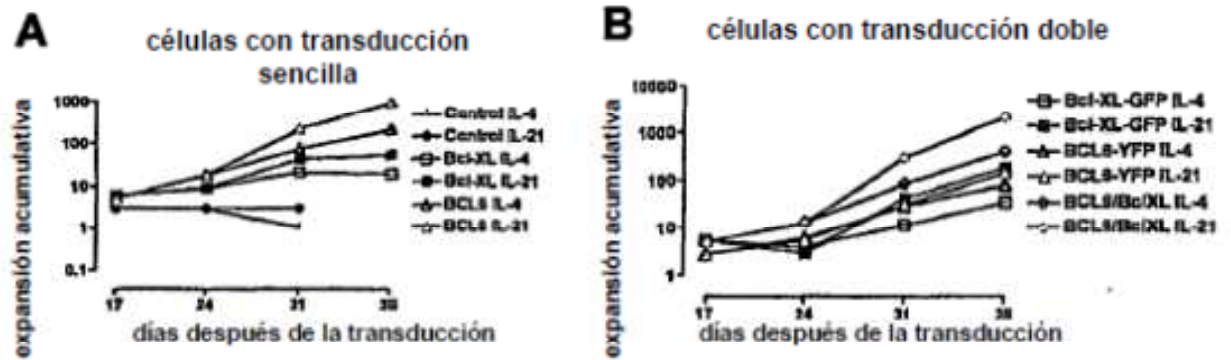 A
células con transducción
sencilla
expansión acumulativa
1000
100
10
1
0.1
17
24
31
38
días después de la transducción
Control IL-4
Control IL-21
Bcl-XL IL-4
Bcl-XL IL-21
BCL6 IL-4
BCL6 IL-21
B
células con transducción doble
expansión acumulativa
10000
1000
100
10
1
17
24
31
38
días después de la transducción
Bcl-XL-GFP IL-4
Bcl-XL-GFP IL-21
BCL6-YFP IL-4
BCL6-YFP IL-21
BCL6/BclXL IL-4
BCL6/BclXL IL-21